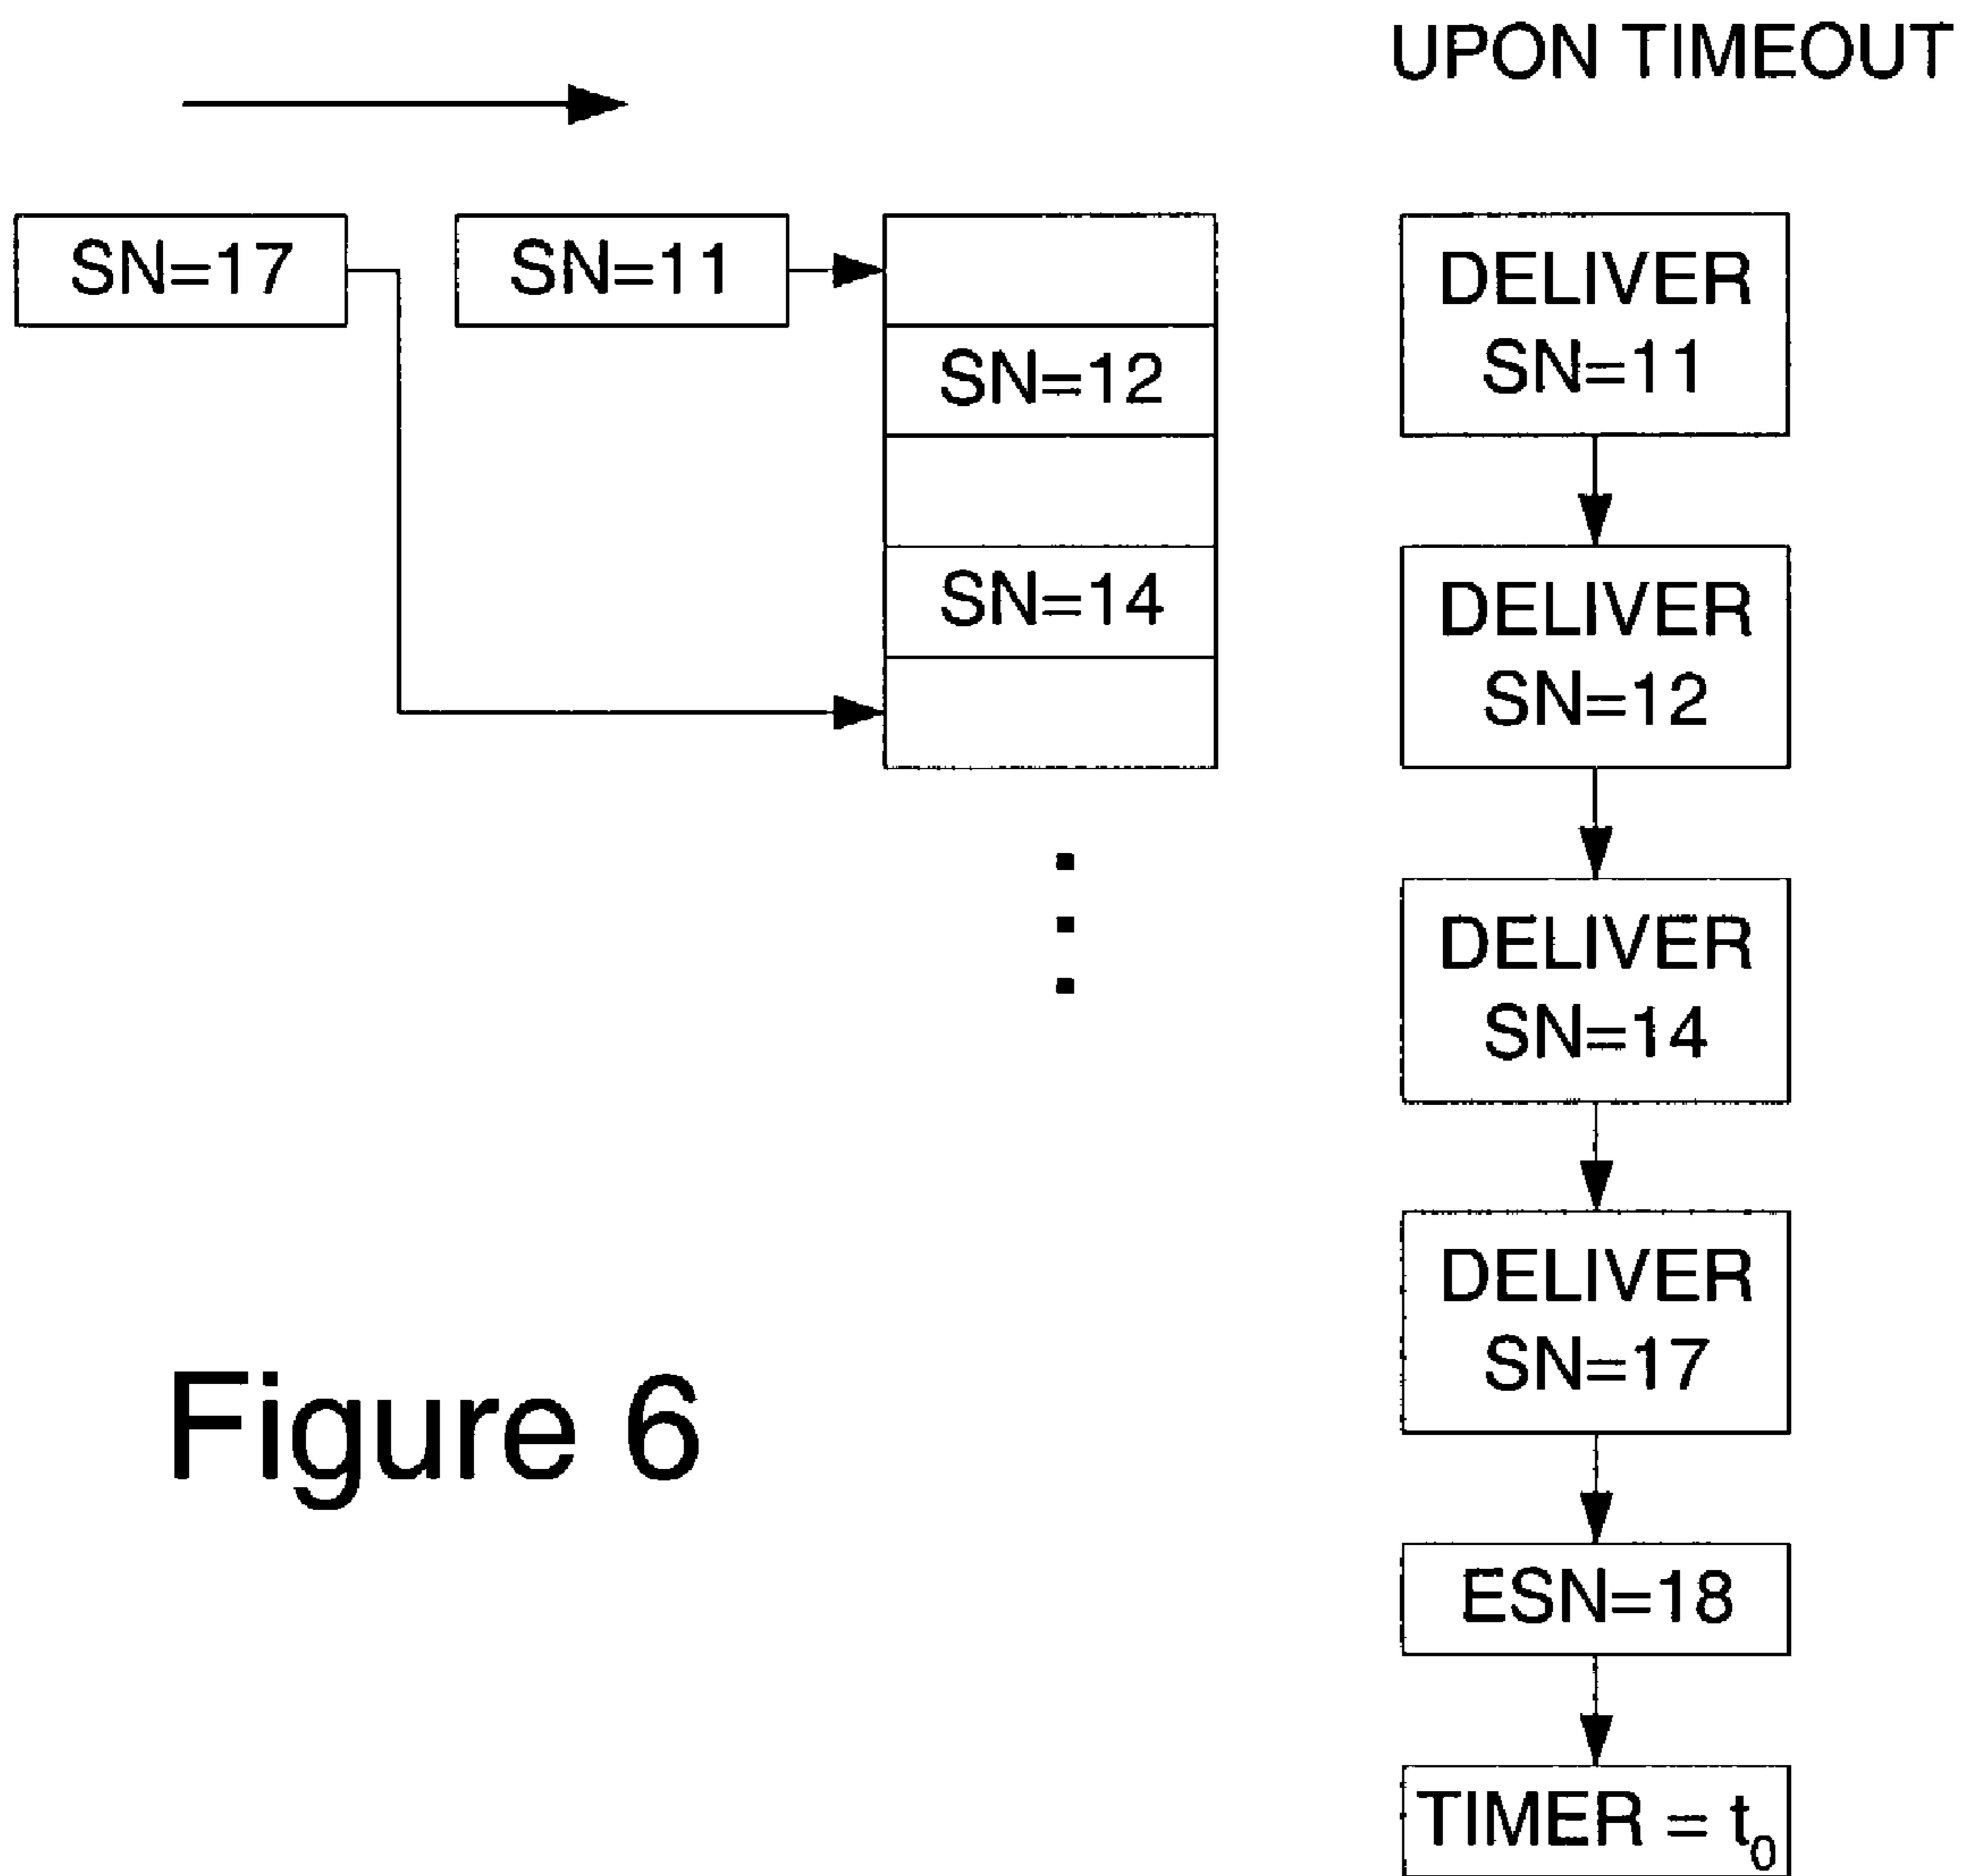 UPON TIMEOUT
SN=17
SN=11
SN=12
SN=14
DELIVER
SN=11
DELIVER
SN=12
DELIVER
SN=14
DELIVER
SN=17
ESN=18
TIMER = t₀
Figure 6